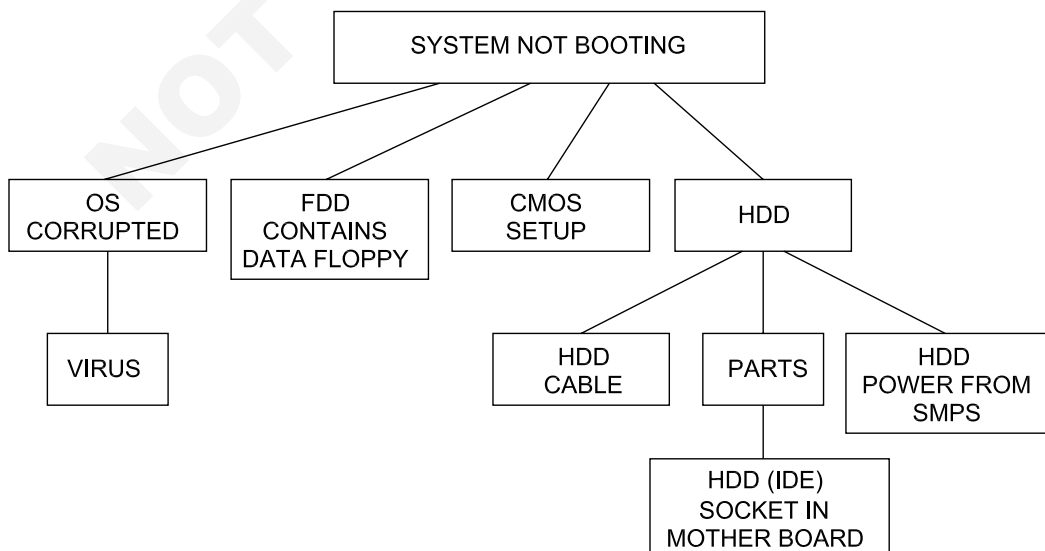 SYSTEM NOT BOOTING
OS
CORRUPTED
FDD
CONTAINS
DATA FLOPPY
CMOS
SETUP
HDD
VIRUS
HDD
CABLE
PARTS
HDD
POWER FROM
SMPS
HDD (IDE)
SOCKET IN
MOTHER BOARD
NOT